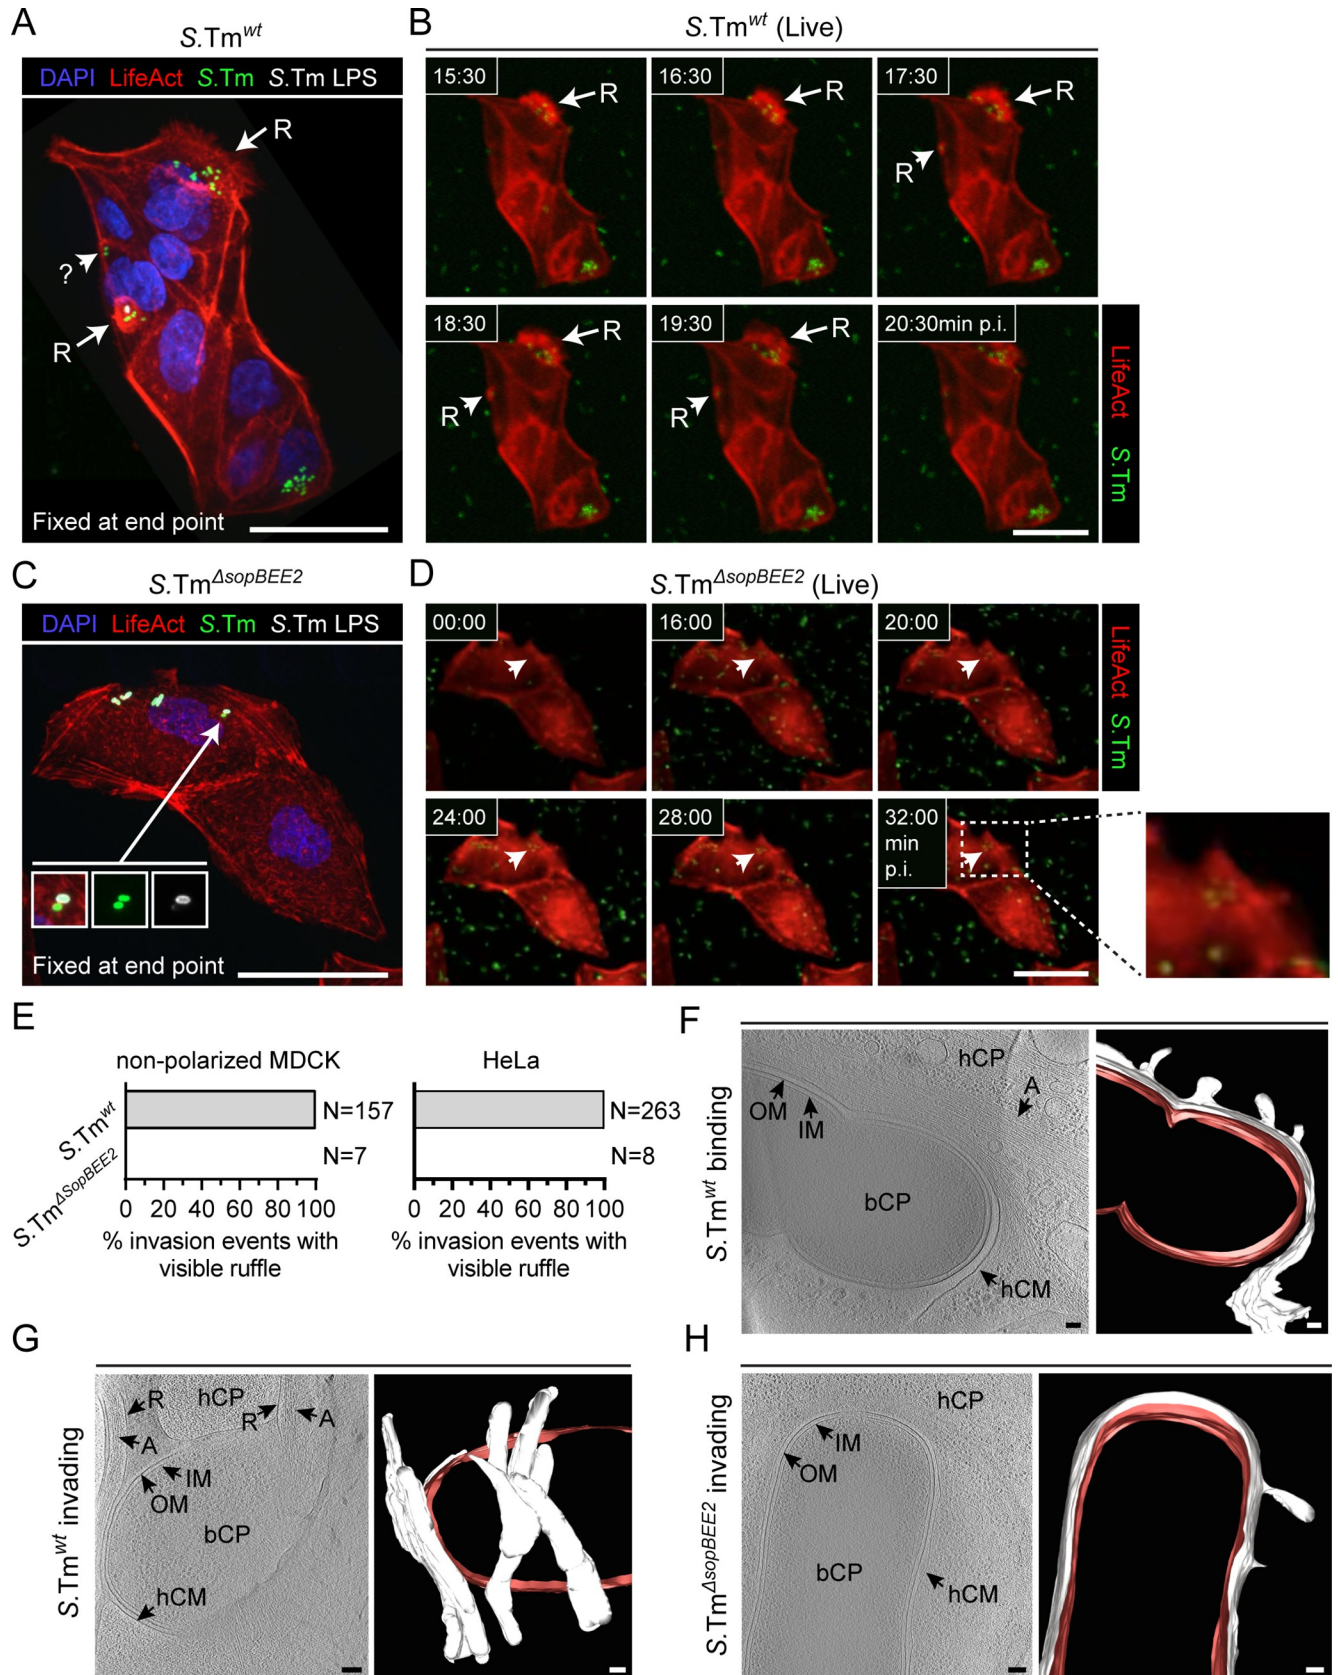 A
S.Tm^wt
DAPI LifeAct S.Tm S.Tm LPS
R
?
R
Fixed at end point
B
S.Tm^wt (Live)
15:30
R
16:30
R
17:30
R
R
18:30
R
R
19:30
R
R
20:30min p.i.
LifeAct S.Tm
C
S.Tm^ΔsopBEE2
DAPI LifeAct S.Tm S.Tm LPS
Fixed at end point
D
S.Tm^ΔsopBEE2 (Live)
00:00
16:00
20:00
24:00
28:00
32:00
min
p.i.
LifeAct S.Tm
E
non-polarized MDCK
HeLa
S.Tm^wt
N=157
N=263
S.Tm^ΔSopBEE2
N=7
N=8
0 20 40 60 80 100
0 20 40 60 80 100
% invasion events with
visible ruffle
% invasion events with
visible ruffle
F
S.Tm^wt binding
hCP
A
OM
IM
bCP
hCM
G
S.Tm^wt invading
R
hCP
R
A
A
IM
OM
bCP
hCM
H
S.Tm^ΔsopBEE2 invading
hCP
IM
OM
bCP
hCM